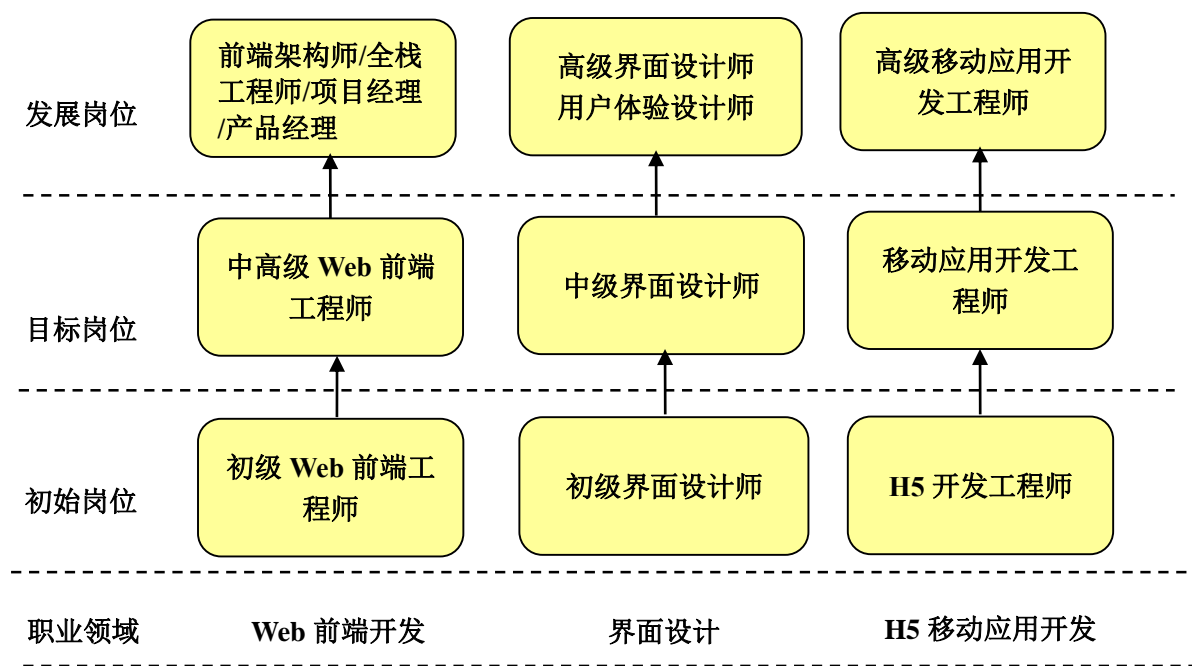 发展岗位
前端架构师/全栈
工程师/项目经理
/产品经理
高级界面设计师
用户体验设计师
高级移动应用开
发工程师
目标岗位
中高级 Web 前端
工程师
中级界面设计师
移动应用开发工
程师
初始岗位
初级 Web 前端工
程师
初级界面设计师
H5 开发工程师
职业领域 Web 前端开发 界面设计 H5 移动应用开发